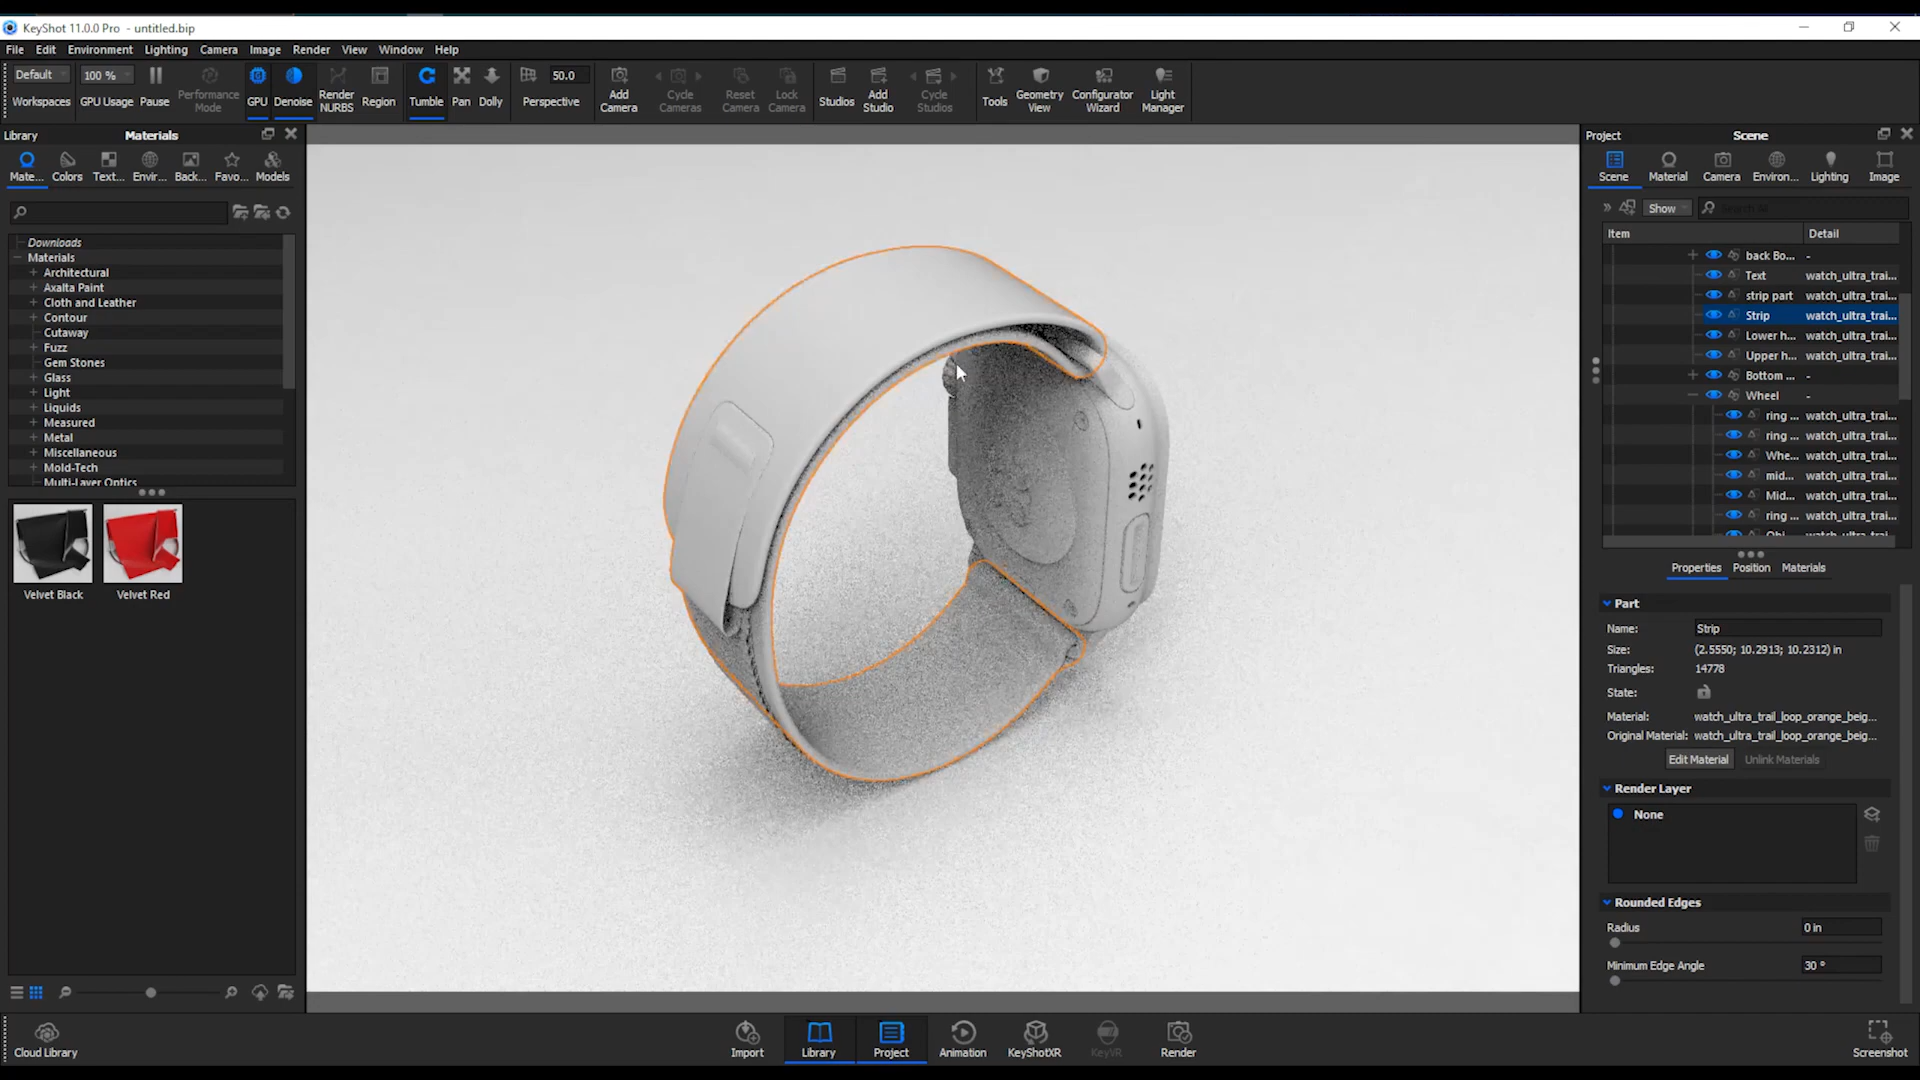 KeyShot 11.0.0 Pro - untitled.bip
File Edit Environment Lighting Camera Image Render View Window Help
Default 100 % 50.0
Workspaces GPU Usage Pause Performance Mode GPU Denoise Render NURBS Region Tumble Pan Dolly Perspective Add Camera Cycle Cameras Reset Camera Lock Camera Studios Add Studio Cycle Studios Tools Geometry View Configurator Wizard Light Manager
Library Materials
Mate... Colors Text... Envir... Back... Favo... Models
Downloads
Materials
Architectural
Axalta Paint
Cloth and Leather
Contour
Cutaway
Fuzz
Gem Stones
Glass
Light
Liquids
Measured
Metal
Miscellaneous
Mold-Tech
Multi-Layer Optics
Velvet Black Velvet Red
Project Scene
Scene Material Camera Environ... Lighting Image
Show
Item Detail
back Bo... -
Text watch_ultra_trai...
strip part watch_ultra_trai...
Strip watch_ultra_trai...
Lower h... watch_ultra_trai...
Upper h... watch_ultra_trai...
Bottom ... -
Wheel -
ring ... watch_ultra_trai...
ring ... watch_ultra_trai...
Whe... watch_ultra_trai...
mid... watch_ultra_trai...
Mid... watch_ultra_trai...
ring ... watch_ultra_trai...
Properties Position Materials
Part
Name: Strip
Size: (2.5550; 10.2913; 10.2312) in
Triangles: 14778
State:
Material: watch_ultra_trail_loop_orange_beig...
Original Material: watch_ultra_trail_loop_orange_beig...
Edit Material Unlink Materials
Render Layer
None
Rounded Edges
Radius 0 in
Minimum Edge Angle 30 °
Cloud Library Import Library Project Animation KeyShotXR KeyVR Render Screenshot